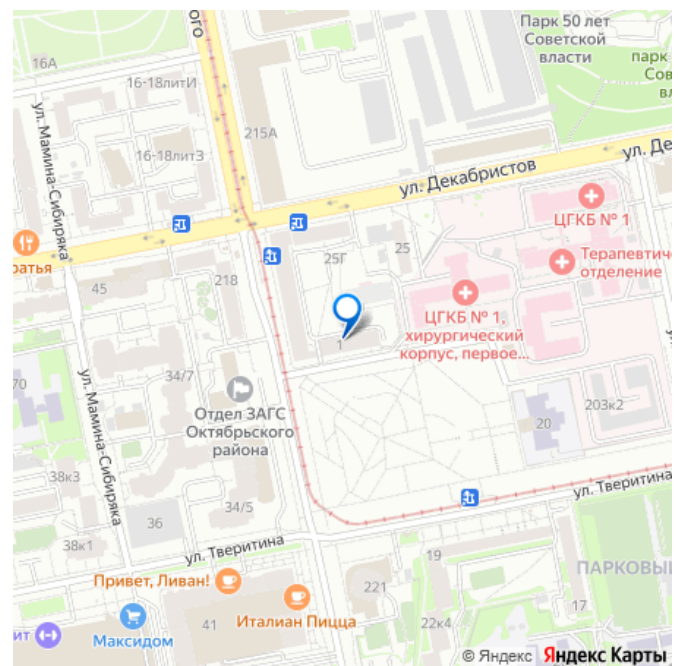 Парк 50 лет
Советской
власти
парк
Сов
вл
ого
16А
16-18литИ
ул. Мамина-Сибиряка
215А
16-18литЗ
ул. Декабристов
ул. Де
ЦГКБ № 1
ратья
25Г
25
Терапевтиче
отделение
218
45
ЦГКБ № 1,
хирургический
корпус, первое...
1
70
34/7
ул. Мамина-Сибиряка
Отдел ЗАГС
Октябрьского
района
203к2
20
38к3
34/5
ул. Тверитина
36
38к1
ул. Тверитина
19
ПАРКОВЫЙ
Привет, Ливан!
221
17
Италиан Пицца
22к4
ит
Максидом
41
© Яндекс Яндекс Карты